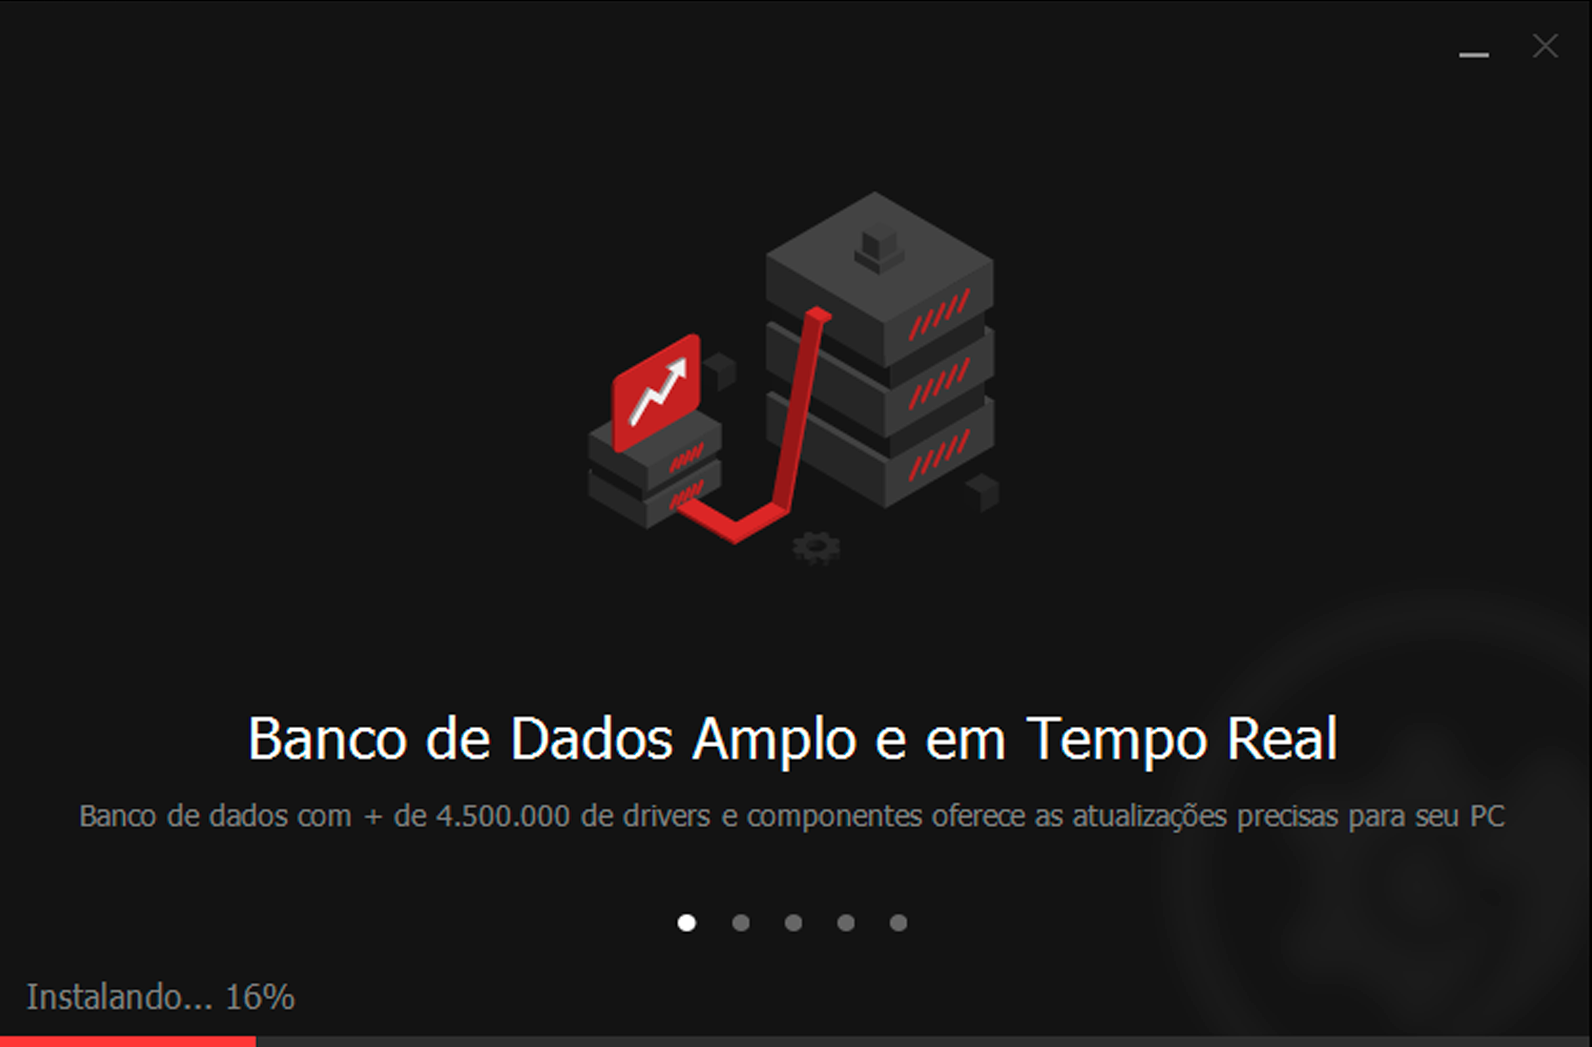 Banco de Dados Amplo e em Tempo Real
Banco de dados com + de 4.500.000 de drivers e componentes oferece as atualizações precisas para seu PC
Instalando... 16%